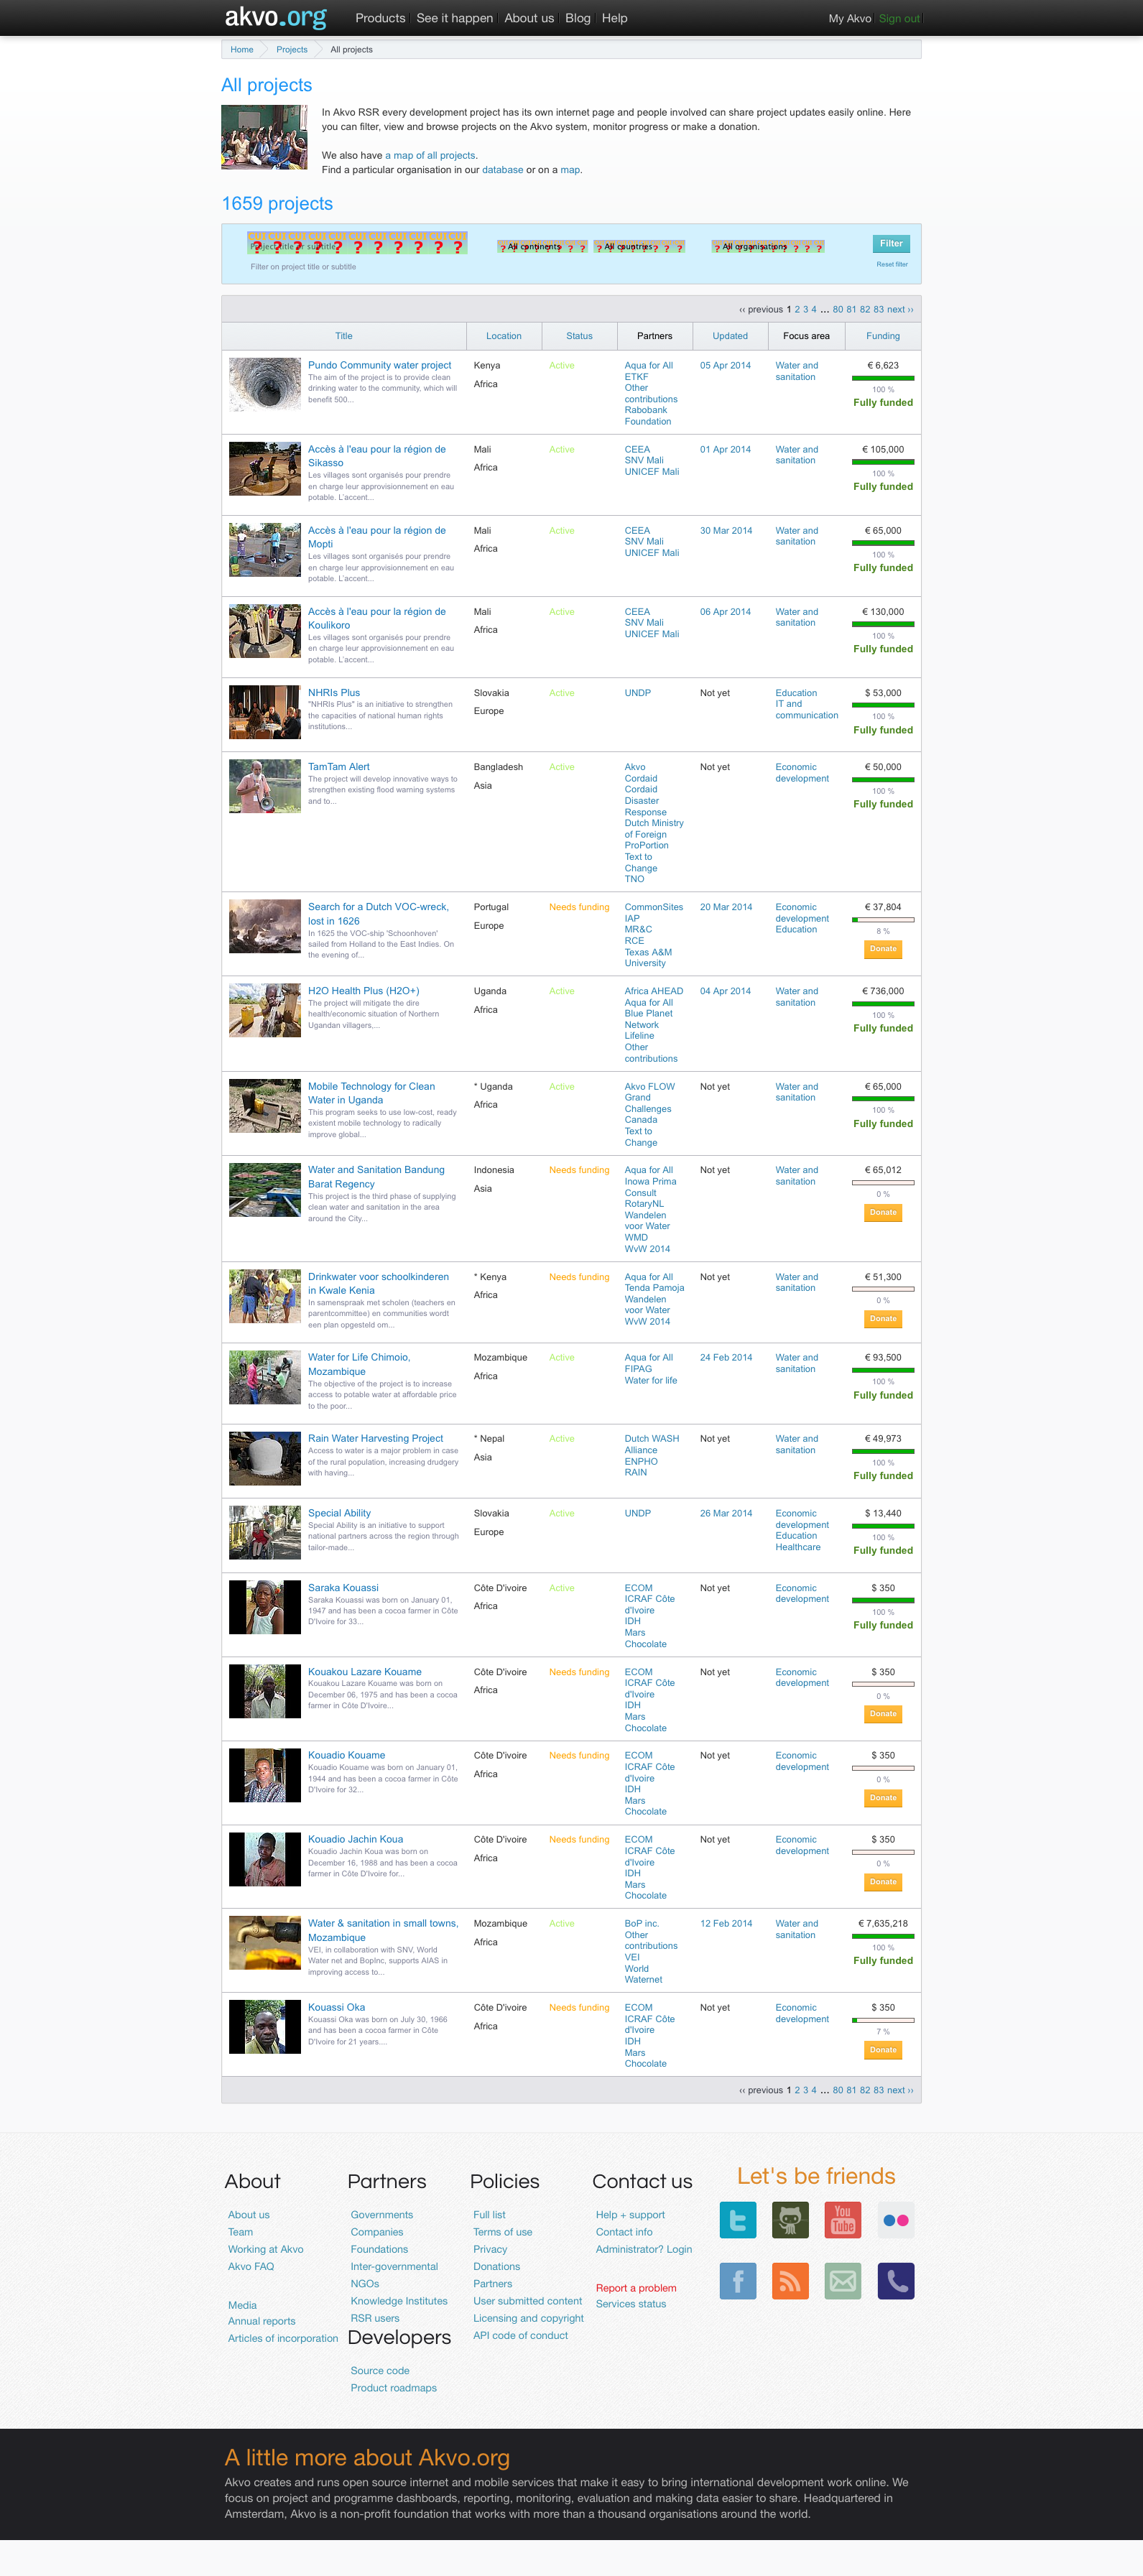 akvo.org
Products See it happen About us Blog Help
My Akvo Sign out
Home Projects All projects
All projects
In Akvo RSR every development project has its own internet page and people involved can share project updates easily online. Here
you can filter, view and browse projects on the Akvo system, monitor progress or make a donation.
We also have a map of all projects.
Find a particular organisation in our database or on a map.
1659 projects
Project title or subtitle
All continents All countries All organisations
Filter
Filter on project title or subtitle
Reset filter
‹‹ previous 1 2 3 4 ... 80 81 82 83 next ››
Title Location Status Partners Updated Focus area Funding
Pundo Community water project
The aim of the project is to provide clean
drinking water to the community, which will
benefit 500...
Kenya
Africa
Active
Aqua for All
ETKF
Other
contributions
Rabobank
Foundation
05 Apr 2014
Water and
sanitation
€ 6,623
100 %
Fully funded
Accès à l'eau pour la région de
Sikasso
Les villages sont organisés pour prendre
en charge leur approvisionnement en eau
potable. L'accent...
Mali
Africa
Active
CEEA
SNV Mali
UNICEF Mali
01 Apr 2014
Water and
sanitation
€ 105,000
100 %
Fully funded
Accès à l'eau pour la région de
Mopti
Les villages sont organisés pour prendre
en charge leur approvisionnement en eau
potable. L'accent...
Mali
Africa
Active
CEEA
SNV Mali
UNICEF Mali
30 Mar 2014
Water and
sanitation
€ 65,000
100 %
Fully funded
Accès à l'eau pour la région de
Koulikoro
Les villages sont organisés pour prendre
en charge leur approvisionnement en eau
potable. L'accent...
Mali
Africa
Active
CEEA
SNV Mali
UNICEF Mali
06 Apr 2014
Water and
sanitation
€ 130,000
100 %
Fully funded
NHRIs Plus
"NHRIs Plus" is an initiative to strengthen
the capacities of national human rights
institutions...
Slovakia
Europe
Active
UNDP
Not yet
Education
IT and
communication
$ 53,000
100 %
Fully funded
TamTam Alert
The project will develop innovative ways to
strengthen existing flood warning systems
and to...
Bangladesh
Asia
Active
Akvo
Cordaid
Cordaid
Disaster
Response
Dutch Ministry
of Foreign
ProPortion
Text to
Change
TNO
Not yet
Economic
development
€ 50,000
100 %
Fully funded
Search for a Dutch VOC-wreck,
lost in 1626
In 1625 the VOC-ship 'Schoonhoven'
sailed from Holland to the East Indies. On
the evening of...
Portugal
Europe
Needs funding
CommonSites
IAP
MR&C
RCE
Texas A&M
University
20 Mar 2014
Economic
development
Education
€ 37,804
8 %
Donate
H2O Health Plus (H2O+)
The project will mitigate the dire
health/economic situation of Northern
Ugandan villagers,...
Uganda
Africa
Active
Africa AHEAD
Aqua for All
Blue Planet
Network
Lifeline
Other
contributions
04 Apr 2014
Water and
sanitation
€ 736,000
100 %
Fully funded
Mobile Technology for Clean
Water in Uganda
This program seeks to use low-cost, ready
existent mobile technology to radically
improve global...
* Uganda
Africa
Active
Akvo FLOW
Grand
Challenges
Canada
Text to
Change
Not yet
Water and
sanitation
€ 65,000
100 %
Fully funded
Water and Sanitation Bandung
Barat Regency
This project is the third phase of supplying
clean water and sanitation in the area
around the City...
Indonesia
Asia
Needs funding
Aqua for All
Inowa Prima
Consult
RotaryNL
Wandelen
voor Water
WMD
WvW 2014
Not yet
Water and
sanitation
€ 65,012
0 %
Donate
Drinkwater voor schoolkinderen
in Kwale Kenia
In samenspraak met scholen (teachers en
parentcommittee) en communities wordt
een plan opgesteld om...
* Kenya
Africa
Needs funding
Aqua for All
Tenda Pamoja
Wandelen
voor Water
WvW 2014
Not yet
Water and
sanitation
€ 51,300
0 %
Donate
Water for Life Chimoio,
Mozambique
The objective of the project is to increase
access to potable water at affordable price
to the poor...
Mozambique
Africa
Active
Aqua for All
FIPAG
Water for life
24 Feb 2014
Water and
sanitation
€ 93,500
100 %
Fully funded
Rain Water Harvesting Project
Access to water is a major problem in case
of the rural population, increasing drudgery
with having...
* Nepal
Asia
Active
Dutch WASH
Alliance
ENPHO
RAIN
Not yet
Water and
sanitation
€ 49,973
100 %
Fully funded
Special Ability
Special Ability is an initiative to support
national partners across the region through
tailor-made...
Slovakia
Europe
Active
UNDP
26 Mar 2014
Economic
development
Education
Healthcare
$ 13,440
100 %
Fully funded
Saraka Kouassi
Saraka Kouassi was born on January 01,
1947 and has been a cocoa farmer in Côte
D'Ivoire for 33...
Côte D'ivoire
Africa
Active
ECOM
ICRAF Côte
d'Ivoire
IDH
Mars
Chocolate
Not yet
Economic
development
$ 350
100 %
Fully funded
Kouakou Lazare Kouame
Kouakou Lazare Kouame was born on
December 06, 1975 and has been a cocoa
farmer in Côte D'Ivoire...
Côte D'ivoire
Africa
Needs funding
ECOM
ICRAF Côte
d'Ivoire
IDH
Mars
Chocolate
Not yet
Economic
development
$ 350
0 %
Donate
Kouadio Kouame
Kouadio Kouame was born on January 01,
1944 and has been a cocoa farmer in Côte
D'Ivoire for 32...
Côte D'ivoire
Africa
Needs funding
ECOM
ICRAF Côte
d'Ivoire
IDH
Mars
Chocolate
Not yet
Economic
development
$ 350
0 %
Donate
Kouadio Jachin Koua
Kouadio Jachin Koua was born on
December 16, 1988 and has been a cocoa
farmer in Côte D'Ivoire for...
Côte D'ivoire
Africa
Needs funding
ECOM
ICRAF Côte
d'Ivoire
IDH
Mars
Chocolate
Not yet
Economic
development
$ 350
0 %
Donate
Water & sanitation in small towns,
Mozambique
VEI, in collaboration with SNV, World
Water net and BopInc, supports AIAS in
improving access to...
Mozambique
Africa
Active
BoP inc.
Other
contributions
VEI
World
Waternet
12 Feb 2014
Water and
sanitation
€ 7,635,218
100 %
Fully funded
Kouassi Oka
Kouassi Oka was born on July 30, 1966
and has been a cocoa farmer in Côte
D'Ivoire for 21 years....
Côte D'ivoire
Africa
Needs funding
ECOM
ICRAF Côte
d'Ivoire
IDH
Mars
Chocolate
Not yet
Economic
development
$ 350
7 %
Donate
‹‹ previous 1 2 3 4 ... 80 81 82 83 next ››
About
About us
Team
Working at Akvo
Akvo FAQ
Media
Annual reports
Articles of incorporation
Partners
Governments
Companies
Foundations
Inter-governmental
NGOs
Knowledge Institutes
RSR users
Developers
Source code
Product roadmaps
Policies
Full list
Terms of use
Privacy
Donations
Partners
User submitted content
Licensing and copyright
API code of conduct
Contact us
Help + support
Contact info
Administrator? Login
Report a problem
Services status
Let's be friends
You
Tube
A little more about Akvo.org
Akvo creates and runs open source internet and mobile services that make it easy to bring international development work online. We
focus on project and programme dashboards, reporting, monitoring, evaluation and making data easier to share. Headquartered in
Amsterdam, Akvo is a non-profit foundation that works with more than a thousand organisations around the world.